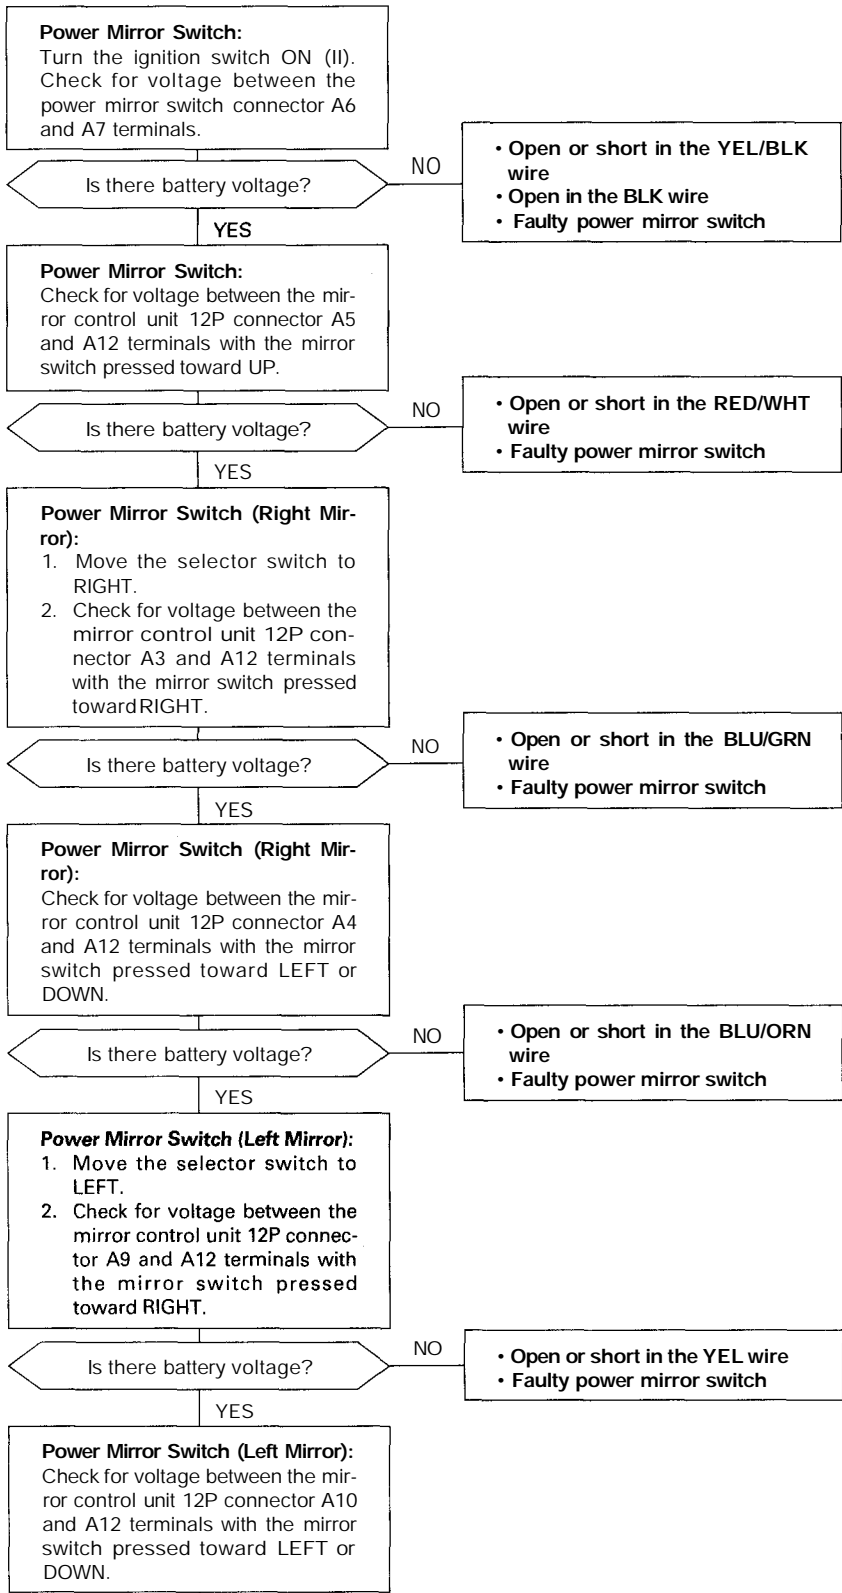 Power Mirror Switch:
Turn the ignition switch ON (II).
Check for voltage between the
power mirror switch connector A6
and A7 terminals.
Is there battery voltage?
NO
• Open or short in the YEL/BLK
wire
• Open in the BLK wire
• Faulty power mirror switch
YES
Power Mirror Switch:
Check for voltage between the mir-
ror control unit 12P connector A5
and A12 terminals with the mirror
switch pressed toward UP.
Is there battery voltage?
NO
• Open or short in the RED/WHT
wire
• Faulty power mirror switch
YES
Power Mirror Switch (Right Mir-
ror):
1. Move the selector switch to
RIGHT.
2. Check for voltage between the
mirror control unit 12P con-
nector A3 and A12 terminals
with the mirror switch pressed
toward RIGHT.
Is there battery voltage?
NO
• Open or short in the BLU/GRN
wire
• Faulty power mirror switch
YES
Power Mirror Switch (Right Mir-
ror):
Check for voltage between the mir-
ror control unit 12P connector A4
and A12 terminals with the mirror
switch pressed toward LEFT or
DOWN.
Is there battery voltage?
NO
• Open or short in the BLU/ORN
wire
• Faulty power mirror switch
YES
Power Mirror Switch (Left Mirror):
1. Move the selector switch to
LEFT.
2. Check for voltage between the
mirror control unit 12P connec-
tor A9 and A12 terminals with
the mirror switch pressed
toward RIGHT.
Is there battery voltage?
NO
• Open or short in the YEL wire
• Faulty power mirror switch
YES
Power Mirror Switch (Left Mirror):
Check for voltage between the mir-
ror control unit 12P connector A10
and A12 terminals with the mirror
switch pressed toward LEFT or
DOWN.